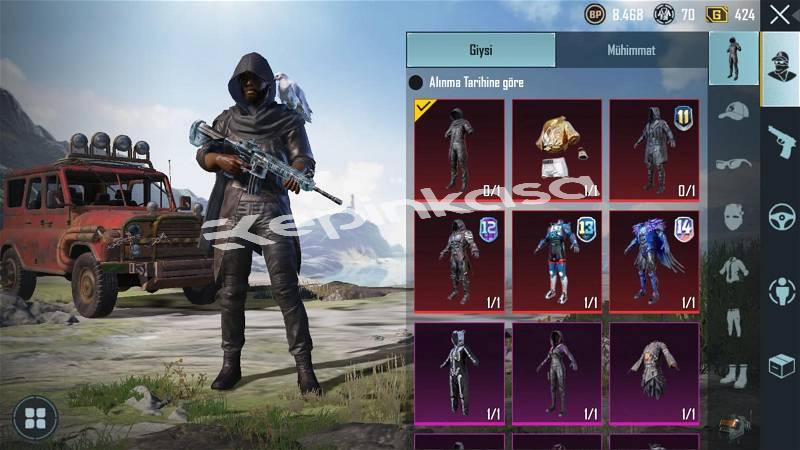 BP 8.468 70 G 424
Giysi Mühimmat
Alınma Tarihine göre
11
0/1 1/1 0/1
12 13 14
1/1 1/1 1/1
1/1 1/1 1/1
epinkasa